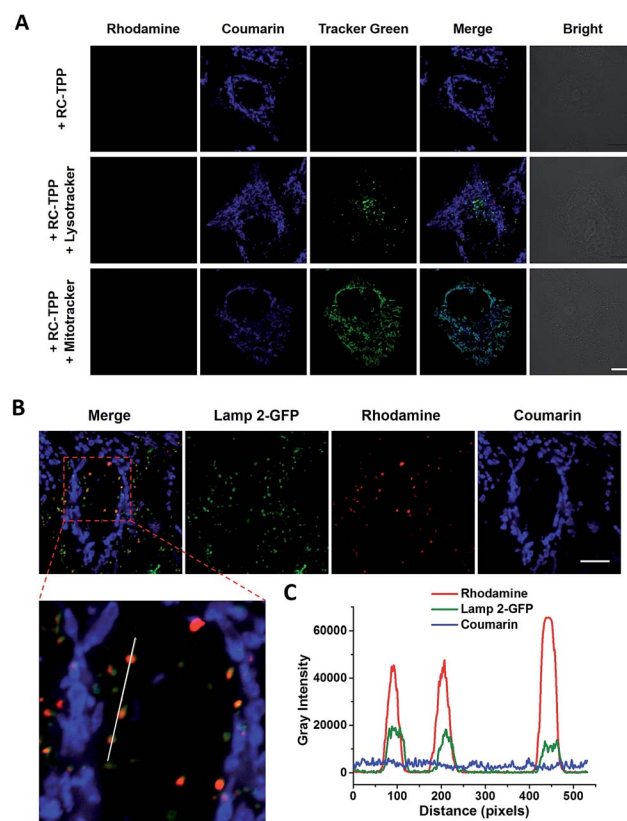 A
Rhodamine Coumarin Tracker Green Merge Bright
+ RC-TPP
+ RC-TPP
+ Lysotracker
+ RC-TPP
+ Mitotracker
B
Merge Lamp 2-GFP Rhodamine Coumarin
C
Rhodamine
Lamp 2-GFP
Coumarin
Gray Intensity
60000
40000
20000
0
0 100 200 300 400 500
Distance (pixels)